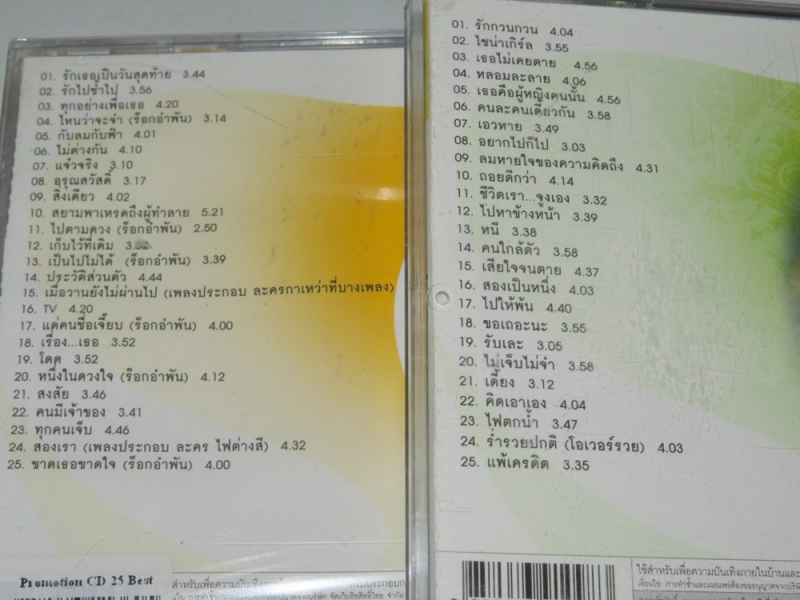 01. รักเธอเป็นวันสุดท้าย 3.44
02. รักไปช้ำไป 3.56
03. ทุกอย่างเพื่อเธอ 4.20
04. ไหนว่าจะจำ (ร็อกอำพัน) 3.14
05. กับลมกับฟ้า 4.01
06. ไม่ต่างกัน 4.10
07. แจ๋วจริง 3.10
08. อรุณสวัสดิ์ 3.17
09. สิ่งเดียว 4.02
10. สยามพาเหรดถึงผู้ทำลาย 5.21
11. ไปตามดวง (ร็อกอำพัน) 2.50
12. เก็บไว้ที่เดิม
13. เป็นไปไม่ได้ (ร็อกอำพัน) 3.39
14. ประวัติส่วนตัว 4.44
15. เมื่อวานยังไม่ผ่านไป (เพลงประกอบ ละครกาเหว่าที่บางเพลง)
16. TV 4.20
17. แด่คนชื่อเจี๊ยบ (ร็อกอำพัน) 4.00
18. เรื่อง...เธอ 3.52
19. โดด 3.52
20. หนึ่งในดวงใจ (ร็อกอำพัน) 4.12
21. สงสัย 3.46
22. คนมีเจ้าของ 3.41
23. ทุกคนเจ็บ 4.46
24. สองเรา (เพลงประกอบ ละคร ไฟต่างสี) 4.32
25. ขาดเธอขาดใจ (ร็อกอำพัน) 4.00
Promotion CD 25 Best
01. รักกวนกวน 4.04
02. ไชน่าเกิร์ล 3.55
03. เธอไม่เคยตาย 4.56
04. หลอมละลาย 4.06
05. เธอคือผู้หญิงคนนั้น 4.56
06. คนละคนเดียวกัน 3.58
07. เอวหาย 3.49
08. อยากไปก็ไป 3.03
09. ลมหายใจของความคิดถึง 4.31
10. ถอยดีกว่า 4.14
11. ชีวิตเรา...จูงเอง 3.32
12. ไปหาข้างหน้า 3.39
13. หนี 3.38
14. คนใกล้ตัว 3.58
15. เสียใจจนตาย 4.37
16. สองเป็นหนึ่ง 4.03
17. ไปให้พ้น 4.40
18. ขอเถอะนะ 3.55
19. รับเละ 3.05
20. ไม่เจ็บไม่จำ 3.58
21. เดี้ยง 3.12
22. คิดเอาเอง 4.04
23. ไฟตกน้ำ 3.47
24. ร่ำรวยปกติ (โอเวอร์รวย) 4.03
25. แพ้เครดิต 3.35
ใช้สำหรับเพื่อความบันเทิงภายในบ้านและ